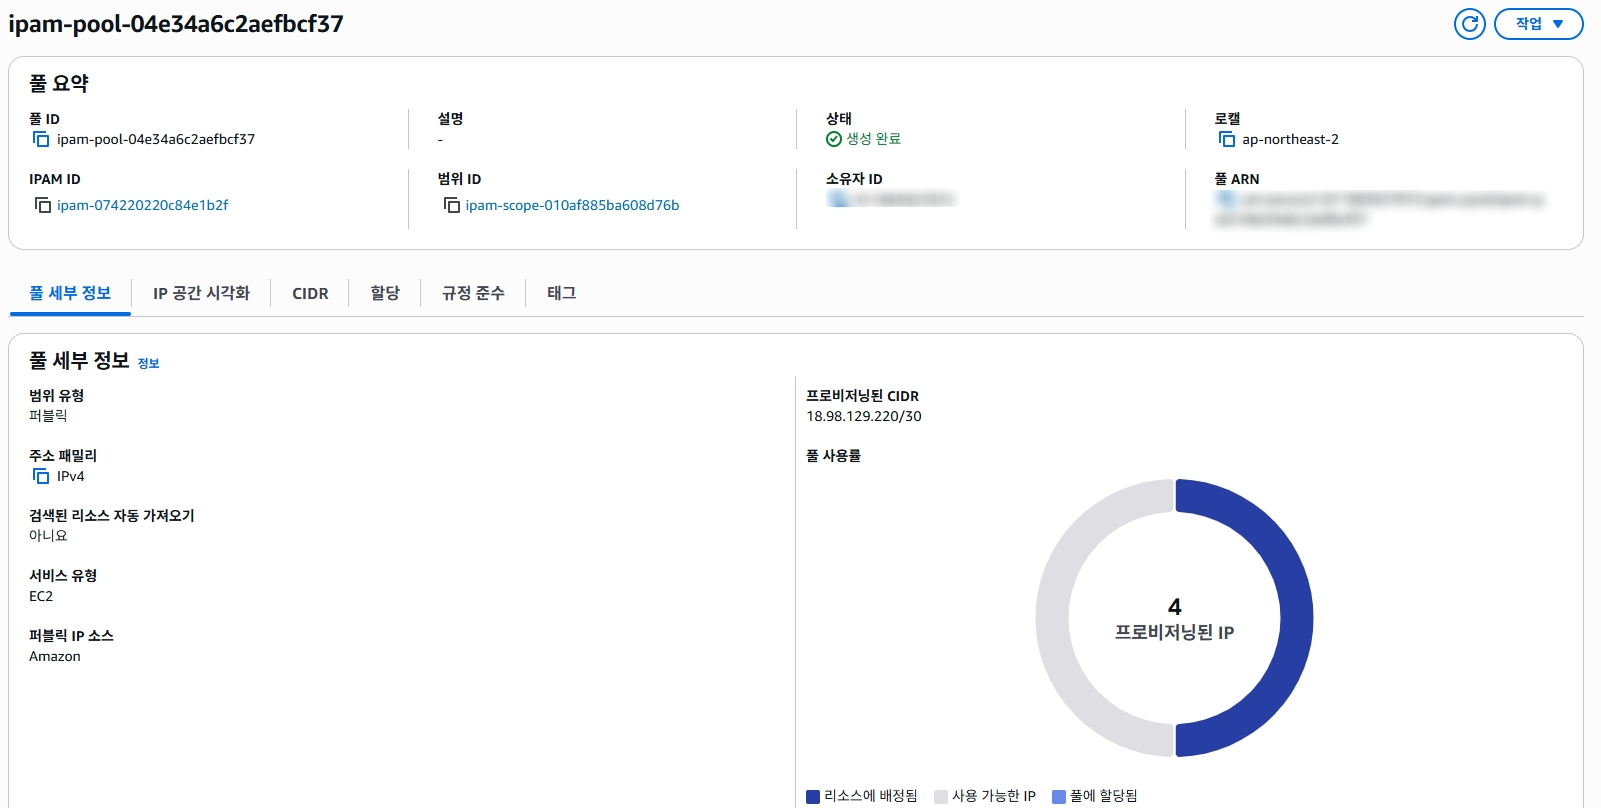 ipam-pool-04e34a6c2aefbcf37
작업
풀 요약
풀 ID
ipam-pool-04e34a6c2aefbcf37
설명
-
상태
생성 완료
로캘
ap-northeast-2
IPAM ID
ipam-074220220c84e1b2f
범위 ID
ipam-scope-010af885ba608d76b
소유자 ID
풀 ARN
풀 세부 정보
IP 공간 시각화
CIDR
할당
규정 준수
태그
풀 세부 정보 정보
범위 유형
퍼블릭
주소 패밀리
IPv4
검색된 리소스 자동 가져오기
아니요
서비스 유형
EC2
퍼블릭 IP 소스
Amazon
프로비저닝된 CIDR
18.98.129.220/30
풀 사용률
4
프로비저닝된 IP
리소스에 배정됨
사용 가능한 IP
풀에 할당됨